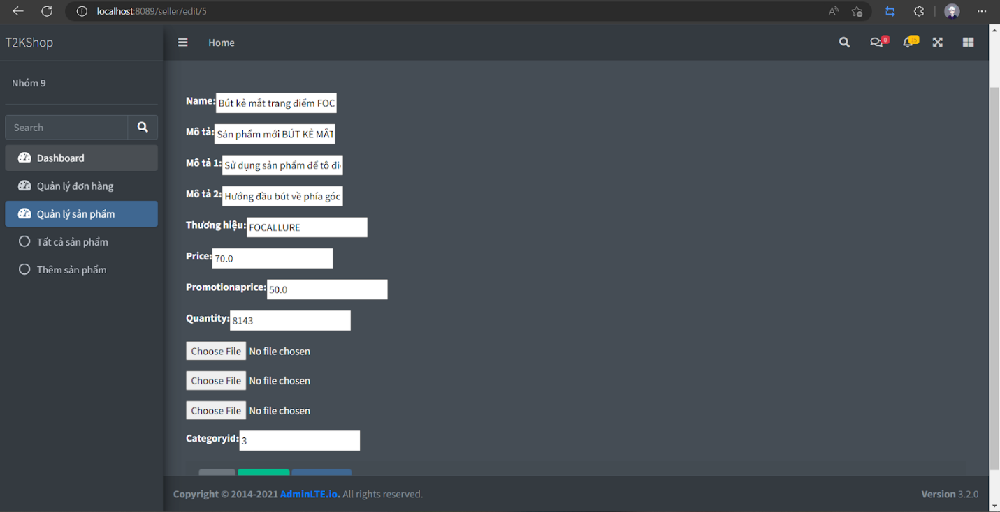 localhost:8089/seller/edit/5
T2KShop
Home
0
15
Nhóm 9
Search
Dashboard
Quản lý đơn hàng
Quản lý sản phẩm
Tất cả sản phẩm
Thêm sản phẩm
Name: Bút kẻ mắt trang điểm FOC
Mô tả: Sản phẩm mới BÚT KẺ MẮT
Mô tả 1: Sử dụng sản phẩm để tô đi
Mô tả 2: Hướng đầu bút về phía góc
Thương hiệu: FOCALLURE
Price: 70.0
Promotionaprice: 50.0
Quantity: 8143
Choose File No file chosen
Choose File No file chosen
Choose File No file chosen
Categoryid: 3
Copyright © 2014-2021 AdminLTE.io. All rights reserved.
Version 3.2.0